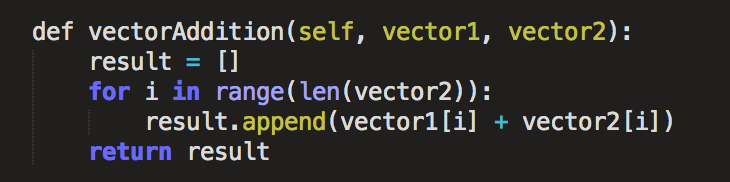 def vectorAddition(self, vector1, vector2):
    result = []
    for i in range(len(vector2)):
        result.append(vector1[i] + vector2[i])
    return result